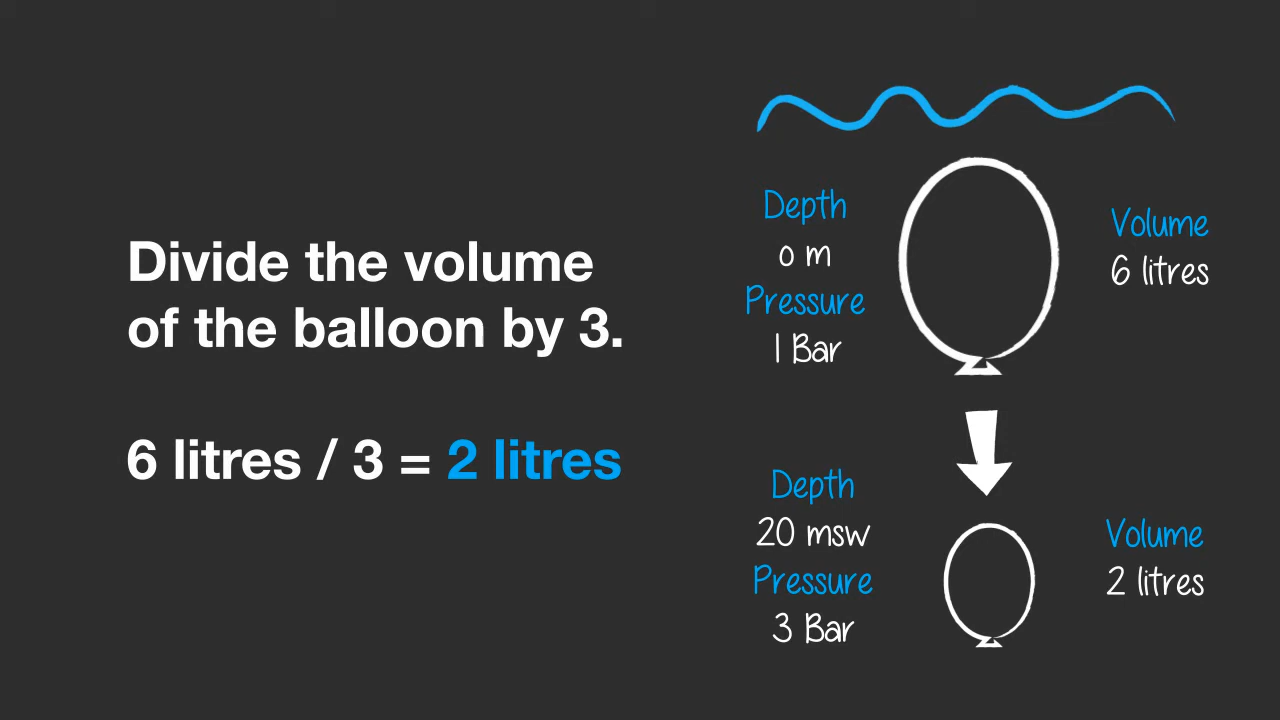 Divide the volume
of the balloon by 3.
6 litres / 3 = 2 litres
Depth
0 m
Pressure
1 Bar
Volume
6 litres
Depth
20 msw
Pressure
3 Bar
Volume
2 litres